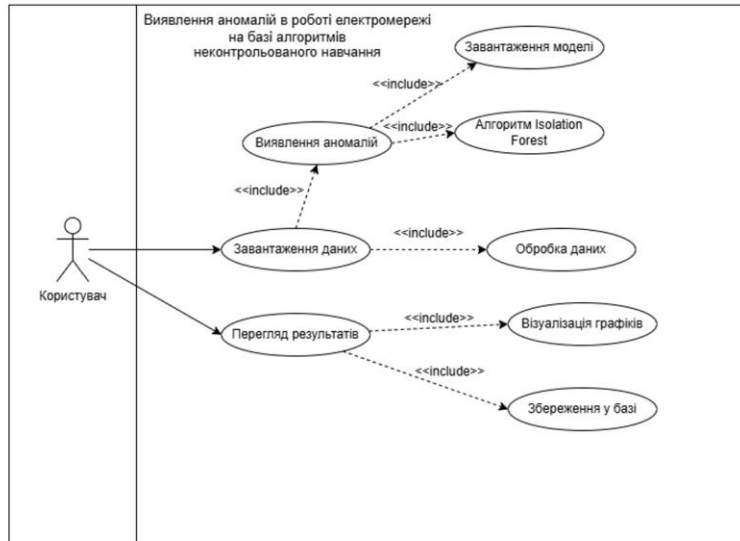 Виявлення аномалій в роботі електромережі
на базі алгоритмів
неконтрольованого навчання
Завантаження моделі
<<include>>
<<include>>
Алгоритм Isolation
Forest
Виявлення аномалій
<<include>>
Завантаження даних
<<include>>
Обробка даних
Користувач
Перегляд результатів
<<include>>
Візуалізація графіків
<<include>>
Збереження у базі